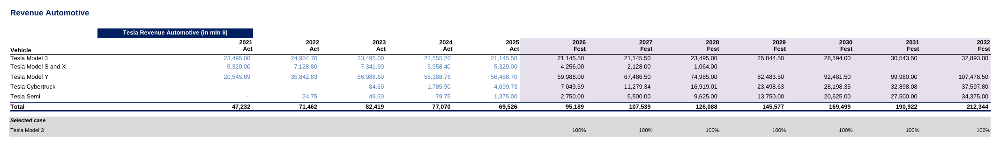 Revenue Automotive
Tesla Revenue Automotive (in mln $)
2021 2022 2023 2024 2025 2026 2027 2028 2029 2030 2031 2032
Vehicle Act Act Act Act Act Fcst Fcst Fcst Fcst Fcst Fcst Fcst
Tesla Model 3 23,495.00 24,904.70 23,495.00 22,555.20 21,145.50 21,145.50 21,145.50 23,495.00 25,844.50 28,194.00 30,543.50 32,893.00
Tesla Model S and X 5,320.00 7,128.80 7,341.60 5,958.40 5,320.00 4,256.00 2,128.00 1,064.00 - - - -
Tesla Model Y 20,545.89 35,842.83 56,988.60 56,188.76 56,488.70 59,988.00 67,486.50 74,985.00 82,483.50 92,481.50 99,980.00 107,478.50
Tesla Cybertruck - - 84.60 1,785.90 4,699.73 7,049.59 11,279.34 16,919.01 23,498.63 28,198.35 32,898.08 37,597.80
Tesla Semi - 24.75 49.50 79.75 1,375.00 2,750.00 5,500.00 9,625.00 13,750.00 20,625.00 27,500.00 34,375.00
Total 47,232 71,462 82,419 77,070 69,526 95,189 107,539 126,088 145,577 169,499 190,922 212,344
Selected case
Tesla Model 3 100% 100% 100% 100% 100% 100% 100%